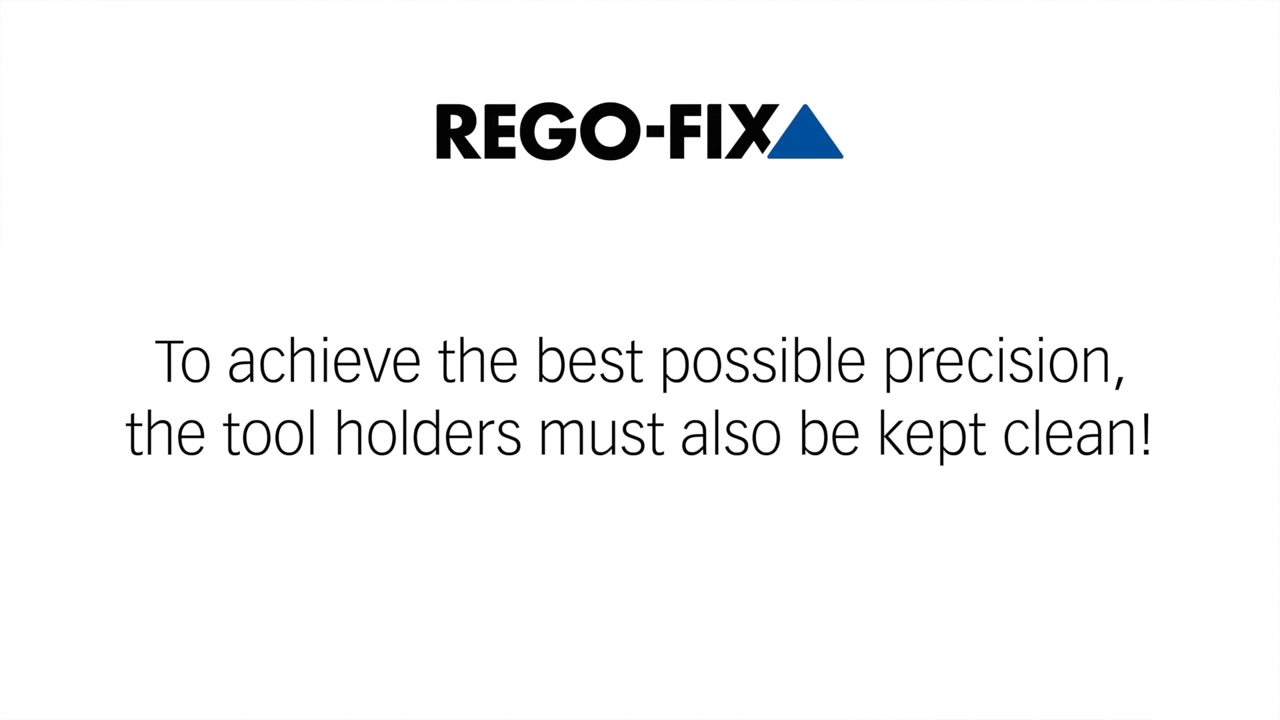 REGO-FIX
To achieve the best possible precision,
the tool holders must also be kept clean!